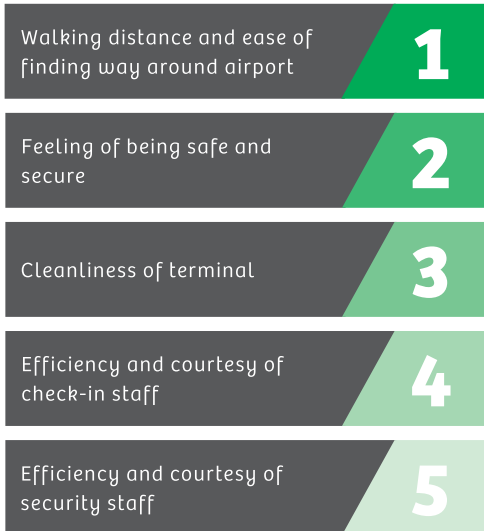 Walking distance and ease of
finding way around airport
1
Feeling of being safe and
secure
2
Cleanliness of terminal
3
Efficiency and courtesy of
check-in staff
4
Efficiency and courtesy of
security staff
5